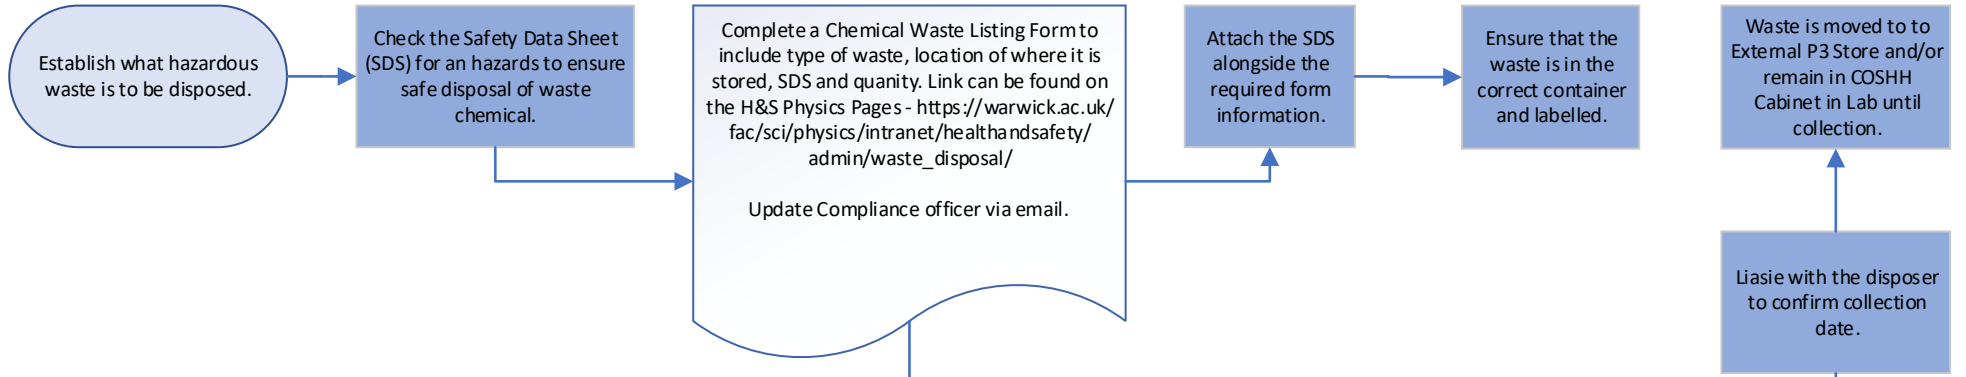 Establish what hazardous
waste is to be disposed.
Check the Safety Data Sheet
(SDS) for an hazards to ensure
safe disposal of waste
chemical.
Complete a Chemical Waste Listing Form to
include type of waste, location of where it is
stored, SDS and quanity. Link can be found on
the H&S Physics Pages - https://warwick.ac.uk/
fac/sci/physics/intranet/healthandsafety/
admin/waste_disposal/
Update Compliance officer via email.
Attach the SDS
alongside the
required form
information.
Ensure that the
waste is in the
correct container
and labelled.
Waste is moved to to
External P3 Store and/or
remain in COSHH
Cabinet in Lab until
collection.
Liasie with the disposer
to confirm collection
date.